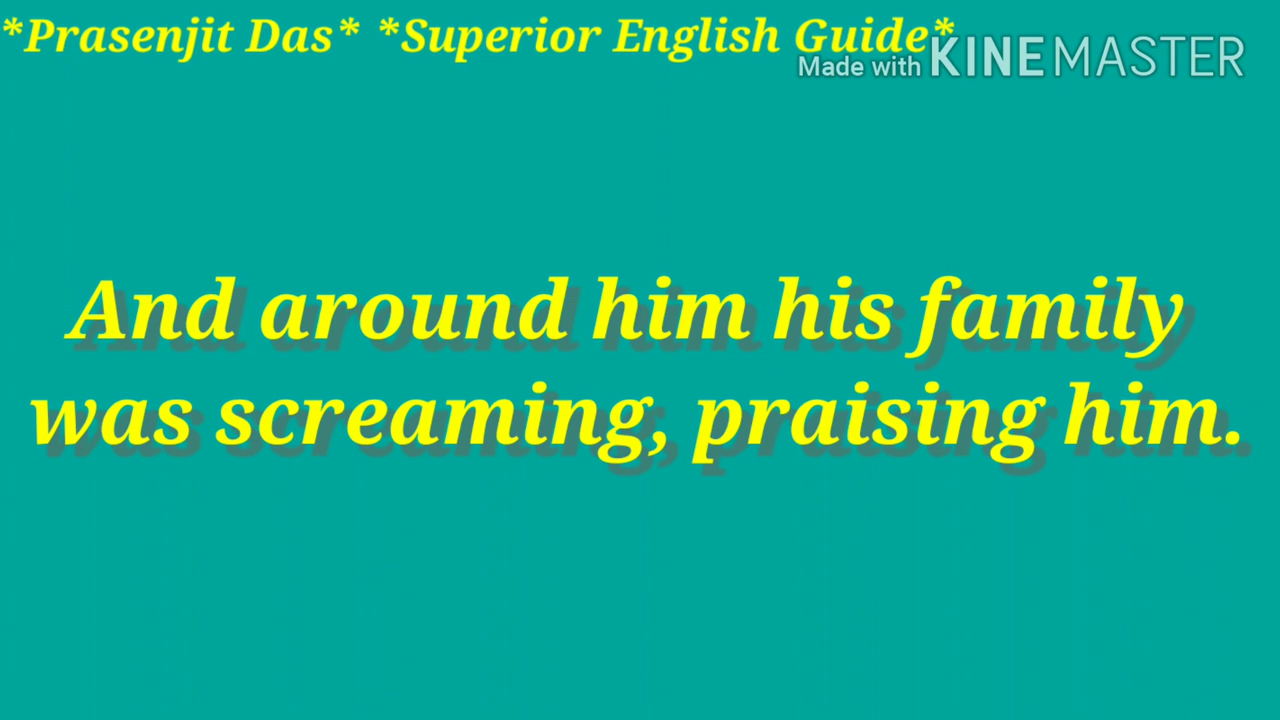 *Prasenjit Das* *Superior English Guide*
Made with KINEMASTER
And around him his family
was screaming, praising him.